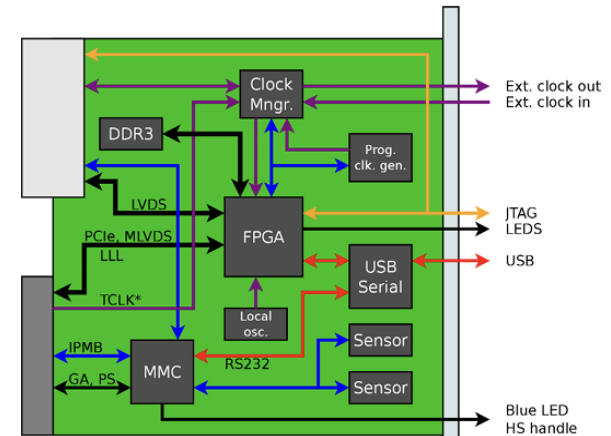 Clock
Mngr.
Ext. clock out
Ext. clock in
DDR3
Prog.
clk. gen.
LVDS
JTAG
FPGA
LEDS
PCIe, MLVDS
LLL
USB
Serial
USB
TCLK*
Local
osc.
IPMB
MMC
RS232
Sensor
GA, PS
Sensor
Blue LED
HS handle